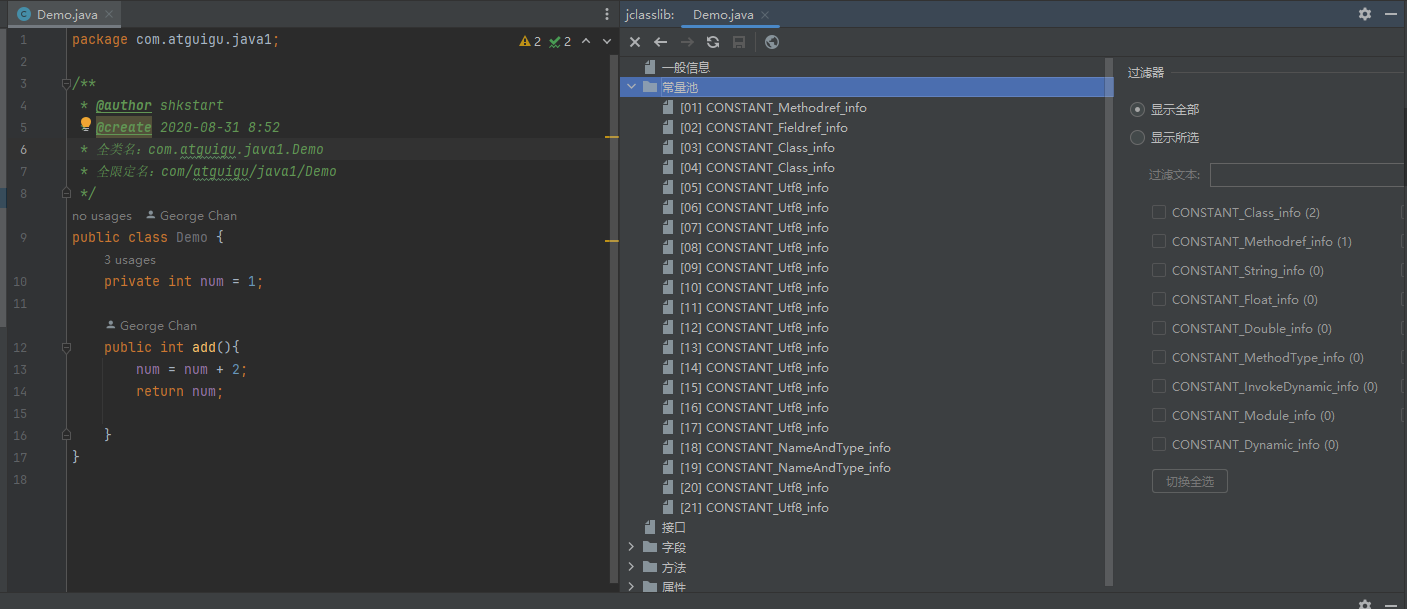 Demo.java
1 package com.atguigu.java1;
2 2
2
3 /**
4 * @author shkstart
5 @create 2020-08-31 8:52
6 * 全类名：com.atguigu.java1.Demo
7 * 全限定名：com/atguigu/java1/Demo
8 */
no usages George Chan
9 public class Demo {
3 usages
10 private int num = 1;
11
George Chan
12 public int add(){
13 num = num + 2;
14 return num;
15
16 }
17 }
18
jclasslib: Demo.java
一般信息
常量池
[01] CONSTANT_Methodref_info
[02] CONSTANT_Fieldref_info
[03] CONSTANT_Class_info
[04] CONSTANT_Class_info
[05] CONSTANT_Utf8_info
[06] CONSTANT_Utf8_info
[07] CONSTANT_Utf8_info
[08] CONSTANT_Utf8_info
[09] CONSTANT_Utf8_info
[10] CONSTANT_Utf8_info
[11] CONSTANT_Utf8_info
[12] CONSTANT_Utf8_info
[13] CONSTANT_Utf8_info
[14] CONSTANT_Utf8_info
[15] CONSTANT_Utf8_info
[16] CONSTANT_Utf8_info
[17] CONSTANT_Utf8_info
[18] CONSTANT_NameAndType_info
[19] CONSTANT_NameAndType_info
[20] CONSTANT_Utf8_info
[21] CONSTANT_Utf8_info
接口
字段
方法
属性
过滤器
显示全部
显示所选
过滤文本:
CONSTANT_Class_info (2)
CONSTANT_Methodref_info (1)
CONSTANT_String_info (0)
CONSTANT_Float_info (0)
CONSTANT_Double_info (0)
CONSTANT_MethodType_info (0)
CONSTANT_InvokeDynamic_info (0)
CONSTANT_Module_info (0)
CONSTANT_Dynamic_info (0)
切换全选